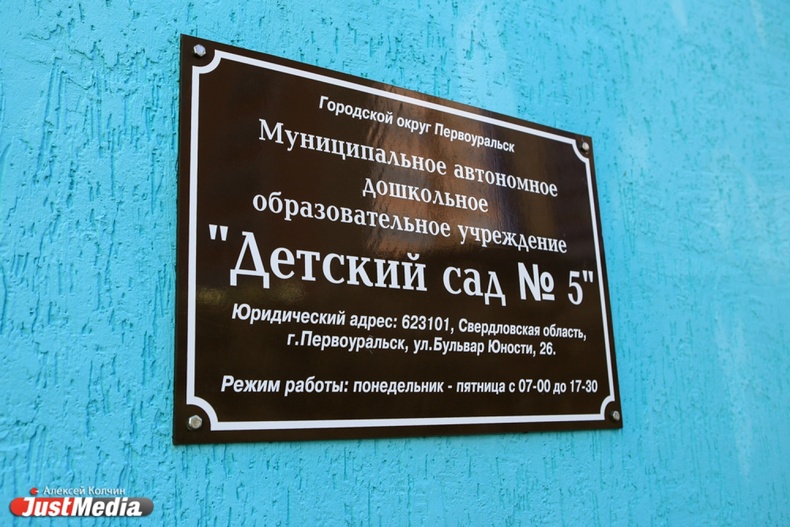 Городской округ Первоуральск
Муниципальное автономное
дошкольное
образовательное учреждение
"Детский сад № 5"
Юридический адрес: 623101, Свердловская область,
г.Первоуральск, ул.Бульвар Юности, 26.
Режим работы: понедельник - пятница с 07-00 до 17-30
Алексей Колчин
JustMedia